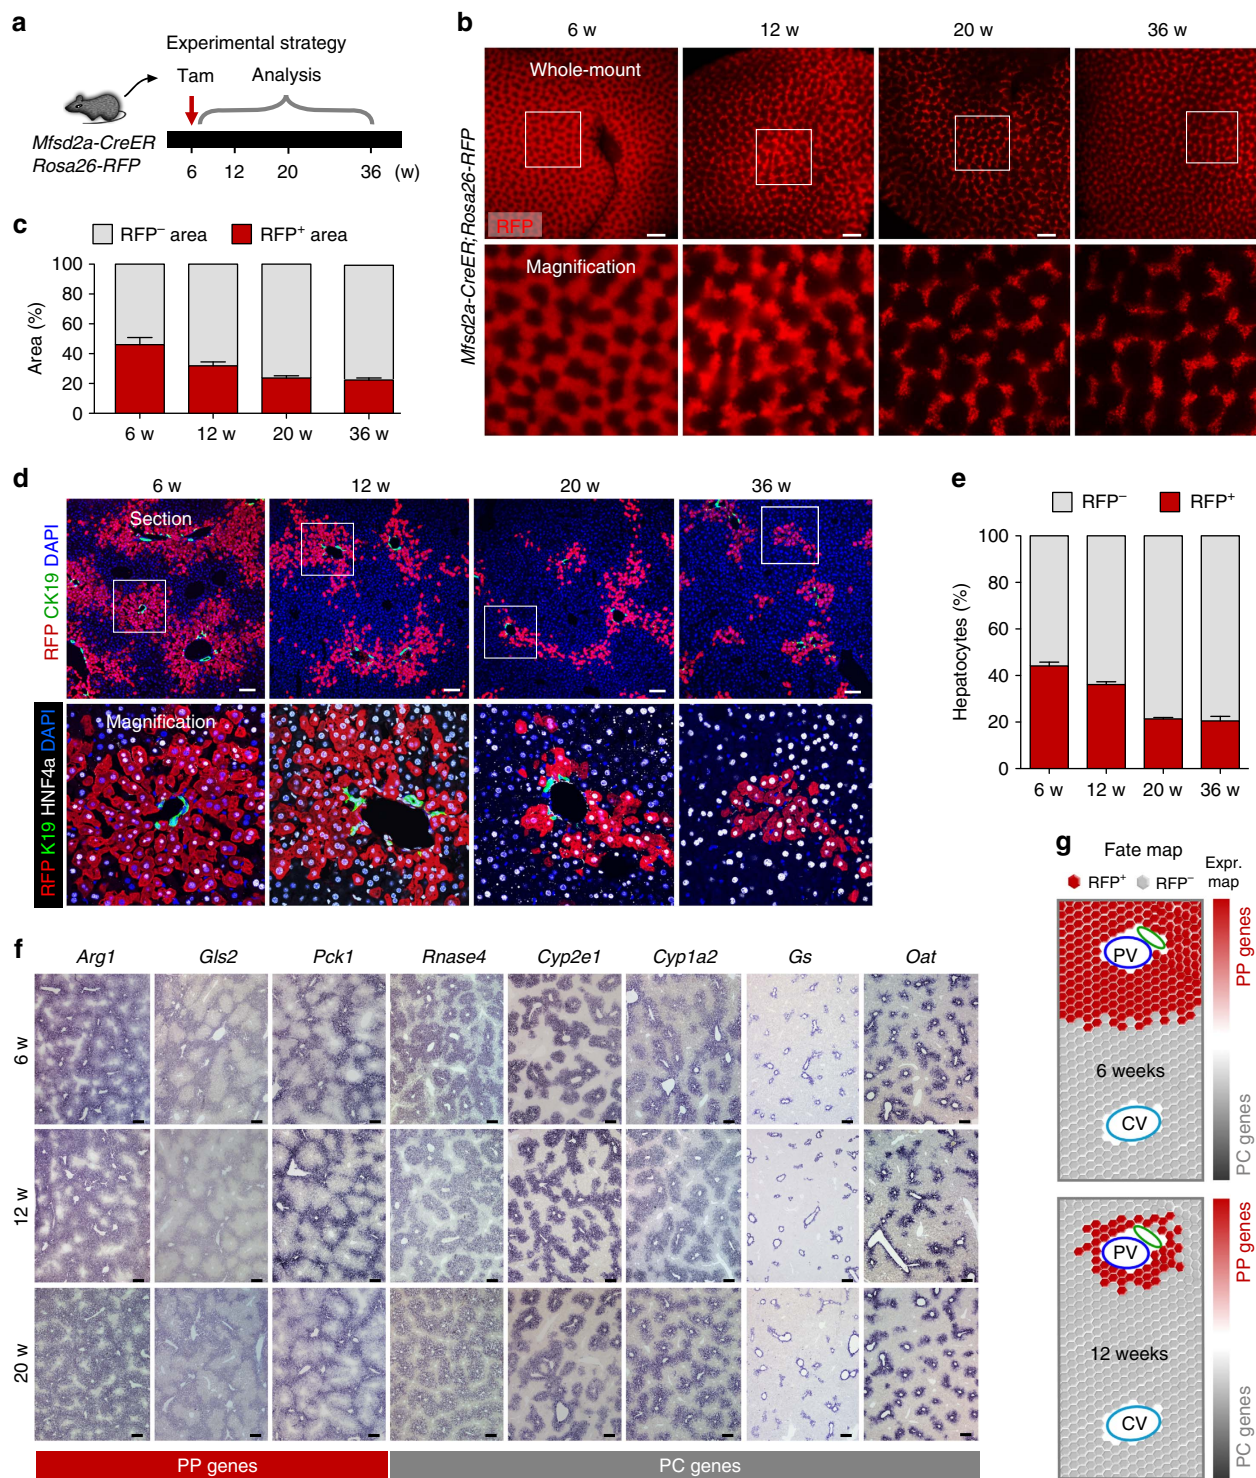 a
Experimental strategy
Tam
Analysis
Mfsd2a-CreER
Rosa26-RFP
6 12 20 36 (w)
b
6 w 12 w 20 w 36 w
Mfsd2a-CreER;Rosa26-RFP
Whole-mount
RFP
Magnification
c
RFP⁻ area RFP⁺ area
Area (%)
100
80
60
40
20
0
6 w 12 w 20 w 36 w
d
6 w 12 w 20 w 36 w
RFP CK19 DAPI
Section
RFP K19 HNF4a DAPI
Magnification
e
RFP⁻ RFP⁺
Hepatocytes (%)
100
80
60
40
20
0
6 w 12 w 20 w 36 w
f
Arg1 Gls2 Pck1 Rnase4 Cyp2e1 Cyp1a2 Gs Oat
6 w
12 w
20 w
PP genes PC genes
g
Fate map
RFP⁺ RFP⁻
Expr.
map
PV
6 weeks
CV
PP genes
PC genes
PV
12 weeks
CV
PP genes
PC genes